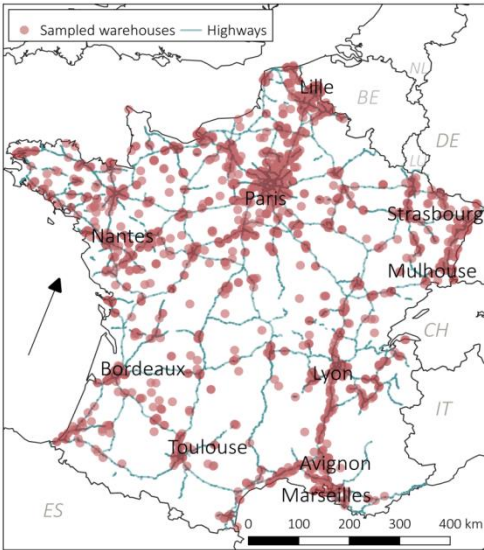 Sampled warehouses Highways
NL
Lille
BE
DE
LU
Paris
Strasbourg
Nantes
Mulhouse
CH
Bordeaux
Lyon
IT
Toulouse
Avignon
Marseilles
ES
0 100 200 300 400 km